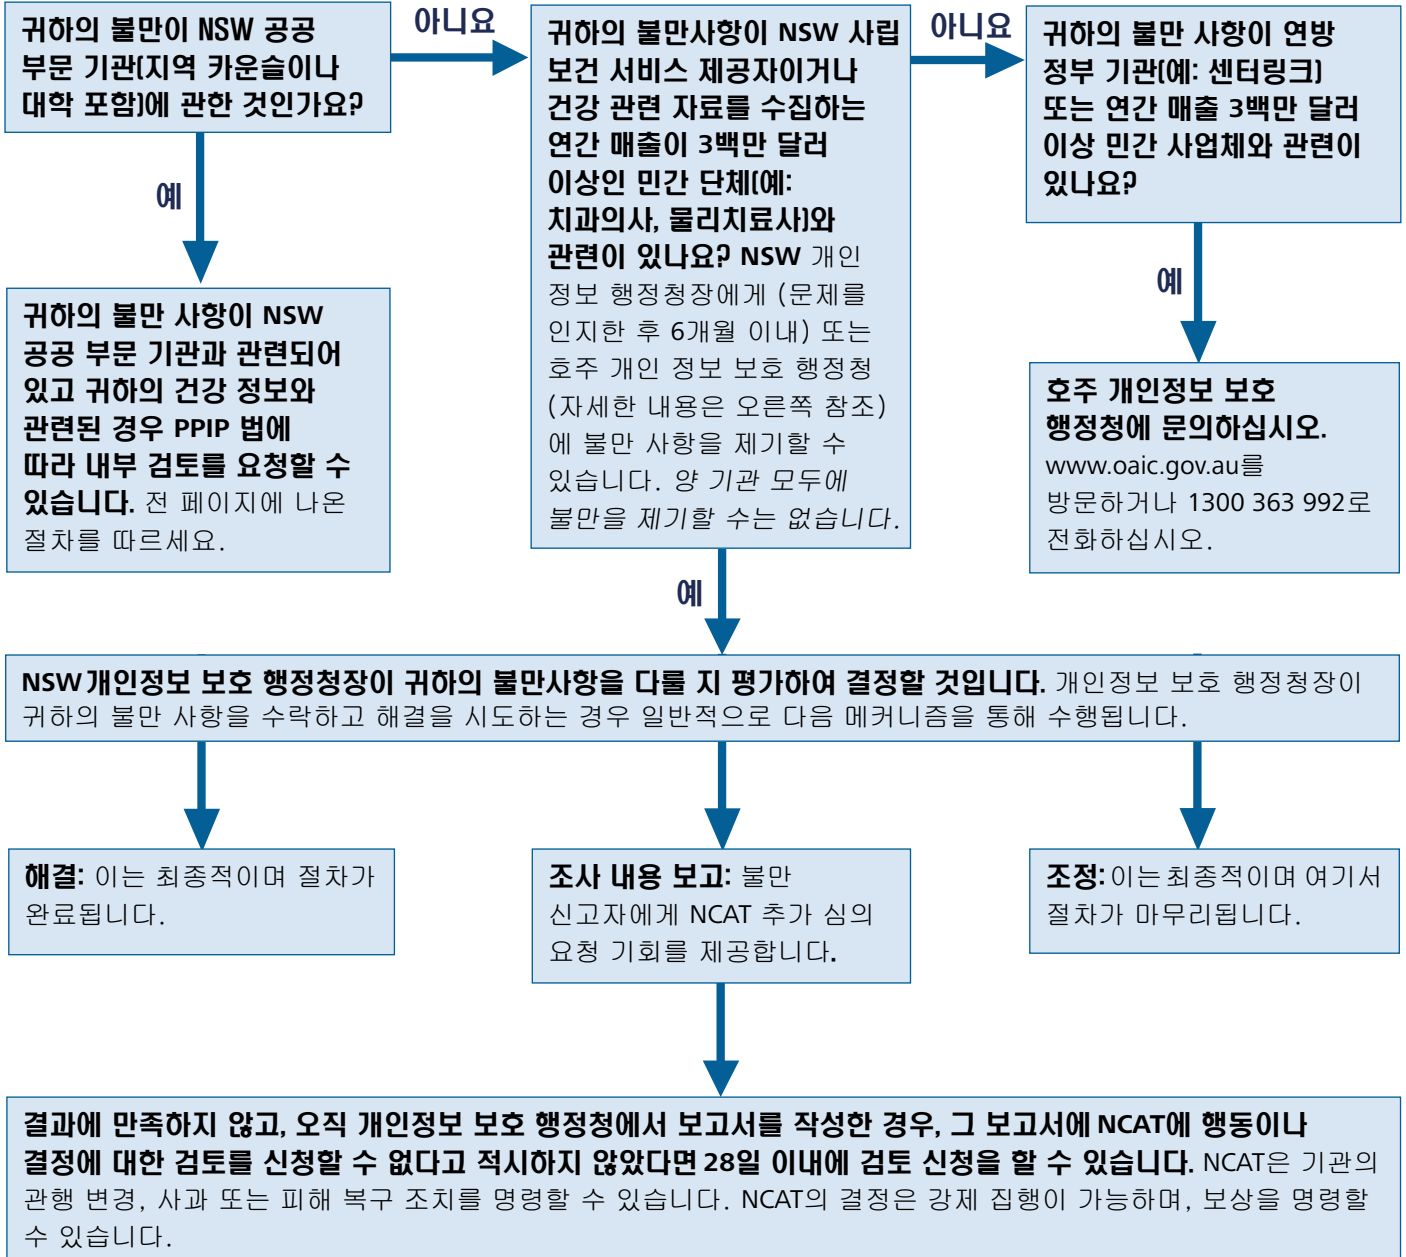 귀하의 불만이 NSW 공공
부문 기관(지역 카운슬이나
대학 포함)에 관한 것인가요?
아니요
귀하의 불만사항이 NSW 사립
보건 서비스 제공자이거나
건강 관련 자료를 수집하는
연간 매출이 3백만 달러
이상인 민간 단체(예:
치과의사, 물리치료사)와
관련이 있나요? NSW 개인
정보 행정청장에게 (문제를
인지한 후 6개월 이내) 또는
호주 개인 정보 보호 행정청
(자세한 내용은 오른쪽 참조)
에 불만 사항을 제기할 수
있습니다. 양 기관 모두에
불만을 제기할 수는 없습니다.
아니요
귀하의 불만 사항이 연방
정부 기관(예: 센터링크)
또는 연간 매출 3백만 달러
이상 민간 사업체와 관련이
있나요?
예
귀하의 불만 사항이 NSW
공공 부문 기관과 관련되어
있고 귀하의 건강 정보와
관련된 경우 PPIP 법에
따라 내부 검토를 요청할 수
있습니다. 전 페이지에 나온
절차를 따르세요.
예
호주 개인정보 보호
행정청에 문의하십시오.
www.oaic.gov.au를
방문하거나 1300 363 992로
전화하십시오.
예
NSW 개인정보 보호 행정청장이 귀하의 불만사항을 다룰 지 평가하여 결정할 것입니다. 개인정보 보호 행정청장이
귀하의 불만 사항을 수락하고 해결을 시도하는 경우 일반적으로 다음 메커니즘을 통해 수행됩니다.
해결: 이는 최종적이며 절차가
완료됩니다.
조사 내용 보고: 불만
신고자에게 NCAT 추가 심의
요청 기회를 제공합니다.
조정: 이는 최종적이며 여기서
절차가 마무리됩니다.
결과에 만족하지 않고, 오직 개인정보 보호 행정청에서 보고서를 작성한 경우, 그 보고서에 NCAT에 행동이나
결정에 대한 검토를 신청할 수 없다고 적시하지 않았다면 28일 이내에 검토 신청을 할 수 있습니다. NCAT은 기관의
관행 변경, 사과 또는 피해 복구 조치를 명령할 수 있습니다. NCAT의 결정은 강제 집행이 가능하며, 보상을 명령할
수 있습니다.